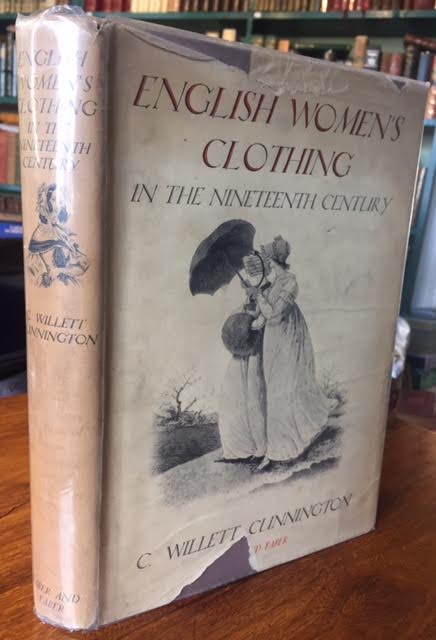 ENGLISH
WOMEN'S
CLOTHING
IN THE
NINETEENTH
CENTURY
C. WILLETT
CUNNINGTON
FABER
ENGLISH WOMEN'S
CLOTHING
IN THE NINETEENTH CENTURY
C. WILLETT CUNNINGTON
FABER